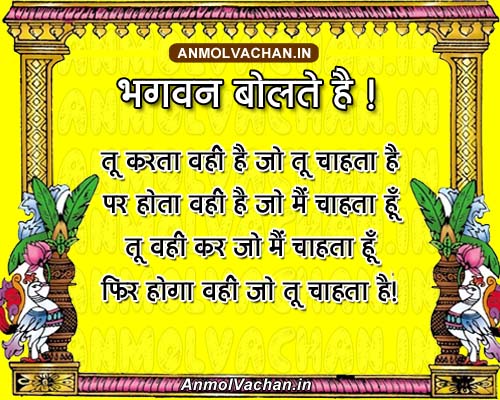 ANMOLVACHAN.IN
भगवन बोलते है !
तू करता वही है जो तू चाहता है
पर होता वही है जो मैं चाहता हूँ
तू वही कर जो मैं चाहता हूँ
फिर होगा वही जो तू चाहता है!
AnmolVachan.in